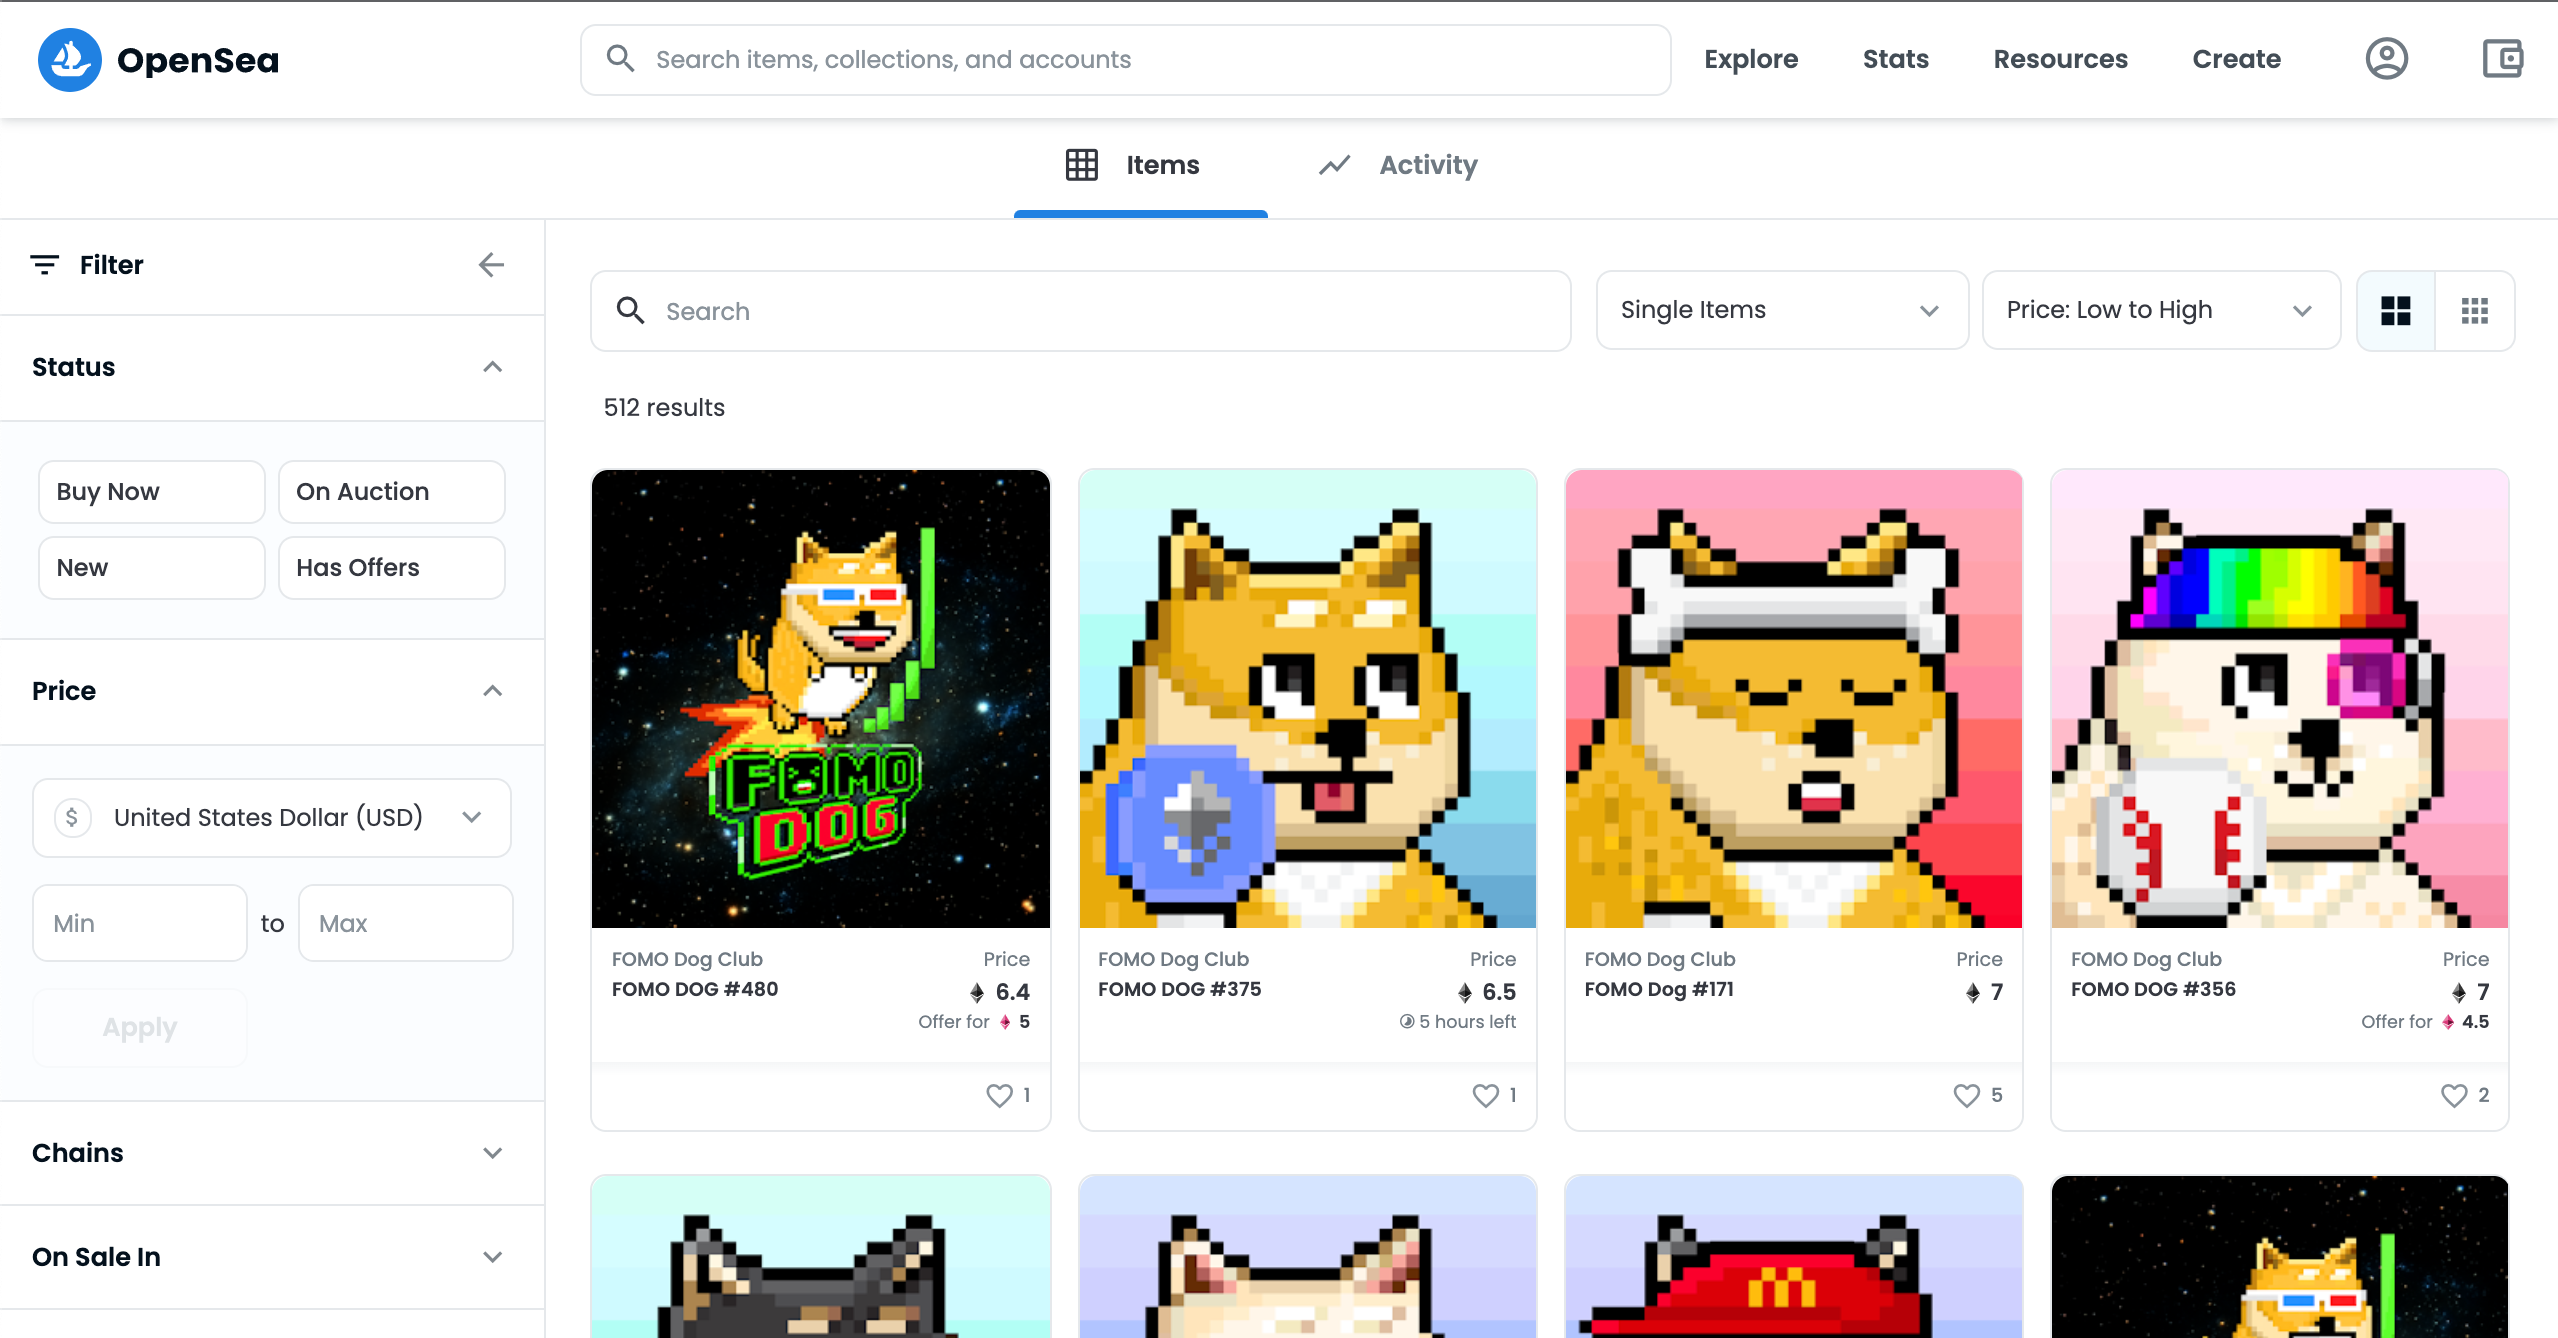 OpenSea
Search items, collections, and accounts
Explore
Stats
Resources
Create
Items
Activity
Filter
Status
Buy Now
On Auction
New
Has Offers
Price
$ United States Dollar (USD)
Min
to
Max
Apply
Chains
On Sale In
Search
Single Items
Price: Low to High
512 results
FOMO
DOG
FOMO Dog Club
Price
FOMO DOG #480
6.4
Offer for 5
1
FOMO Dog Club
Price
FOMO DOG #375
6.5
5 hours left
1
FOMO Dog Club
Price
FOMO Dog #171
7
5
FOMO Dog Club
Price
FOMO DOG #356
7
Offer for 4.5
2